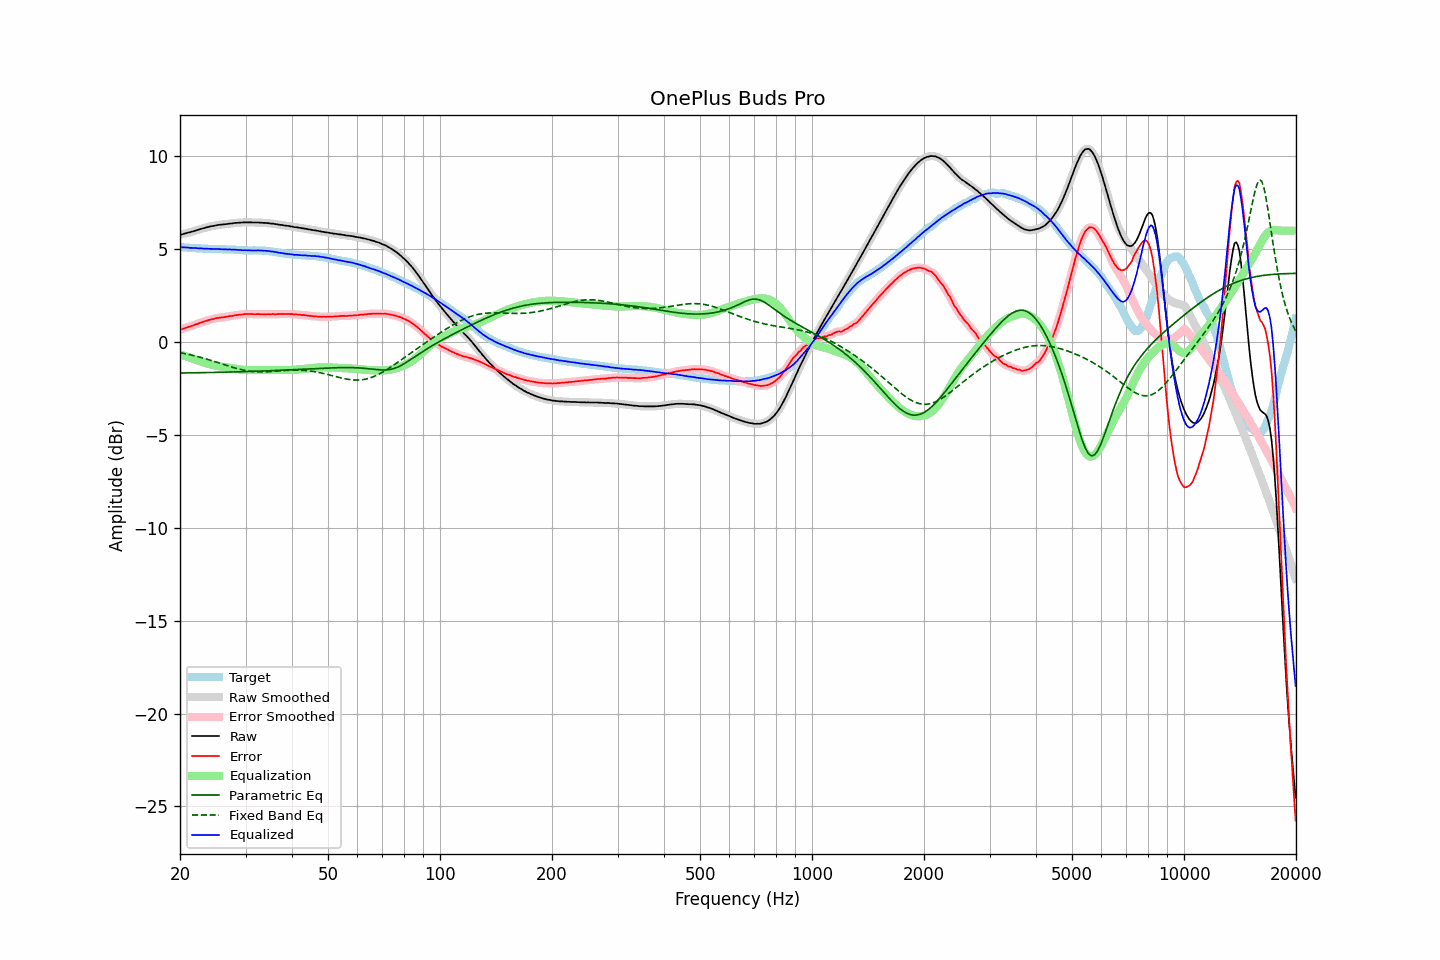 OnePlus Buds Pro
10
5
0
−5
−10
−15
−20
−25
Amplitude (dBr)
Target
Raw Smoothed
Error Smoothed
Raw
Error
Equalization
Parametric Eq
Fixed Band Eq
Equalized
20 50 100 200 500 1000 2000 5000 10000 20000
Frequency (Hz)